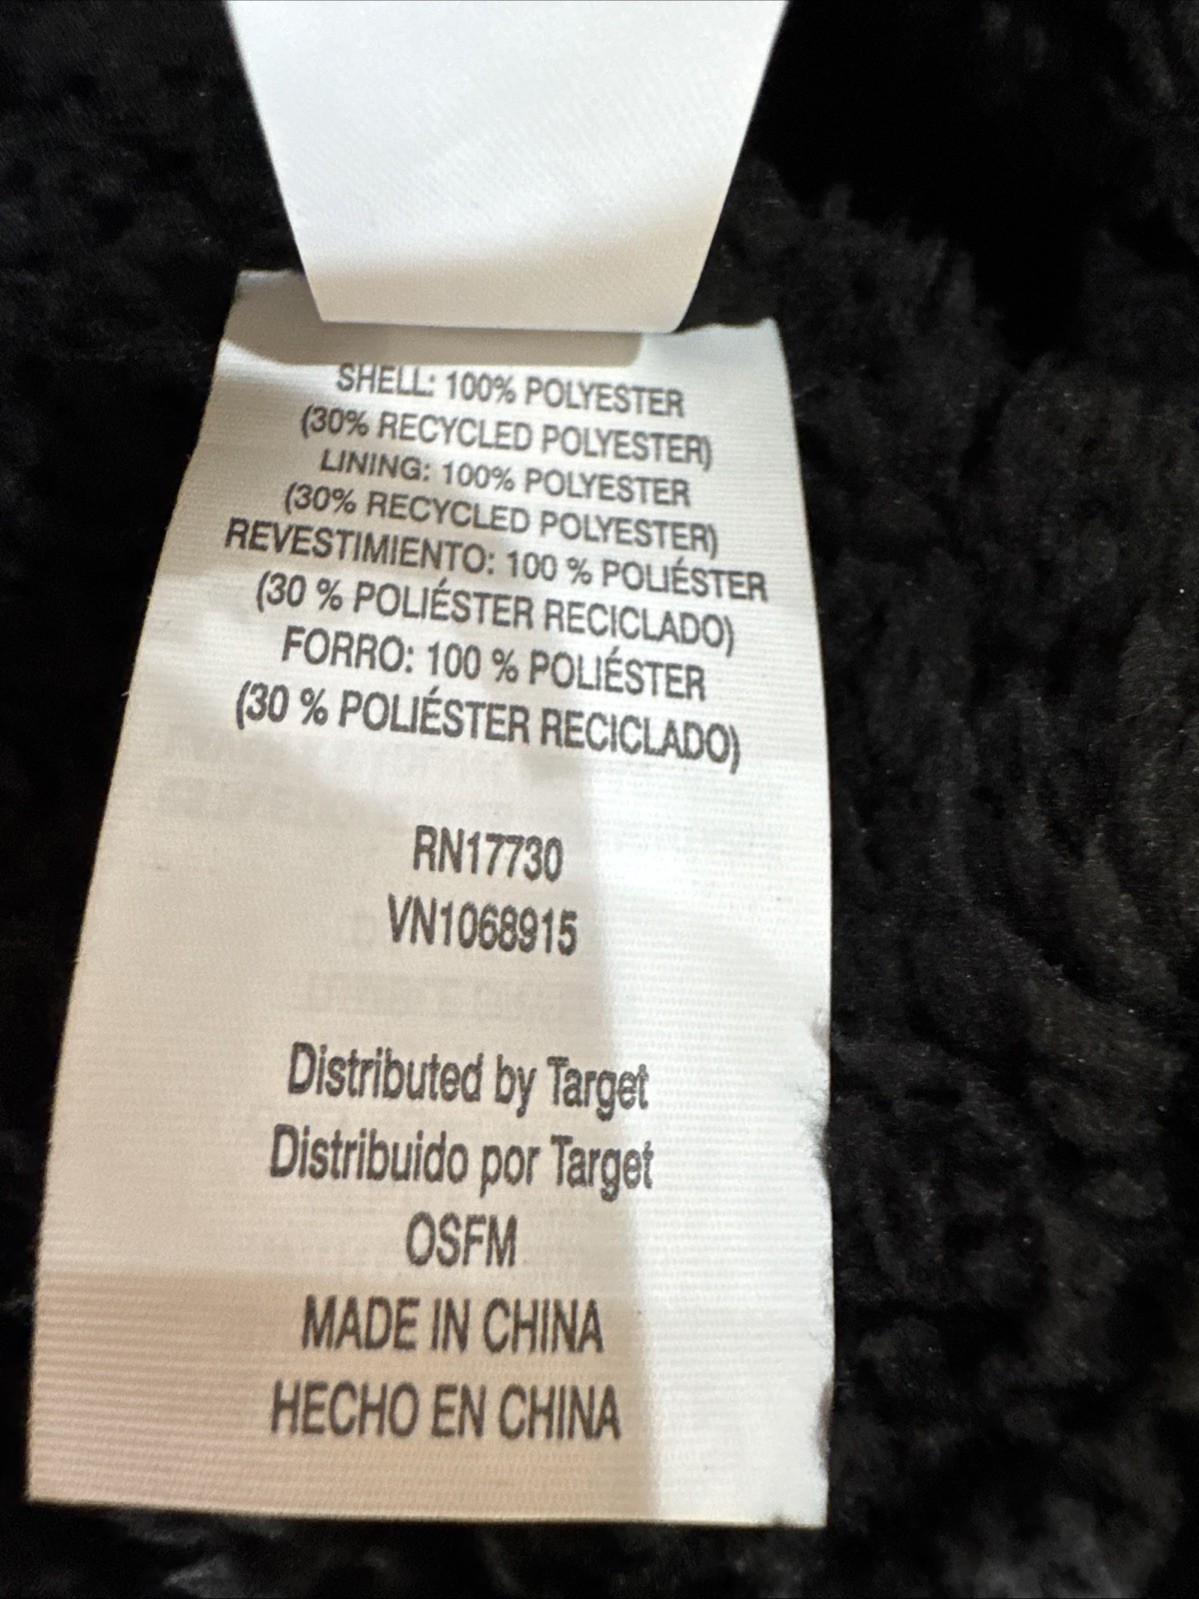 SHELL: 100% POLYESTER
(30% RECYCLED POLYESTER)
LINING: 100% POLYESTER
(30% RECYCLED POLYESTER)
REVESTIMIENTO: 100 % POLIÉSTER
(30 % POLIÉSTER RECICLADO)
FORRO: 100 % POLIÉSTER
(30 % POLIÉSTER RECICLADO)
RN17730
VN1068915
Distributed by Target
Distribuido por Target
OSFM
MADE IN CHINA
HECHO EN CHINA